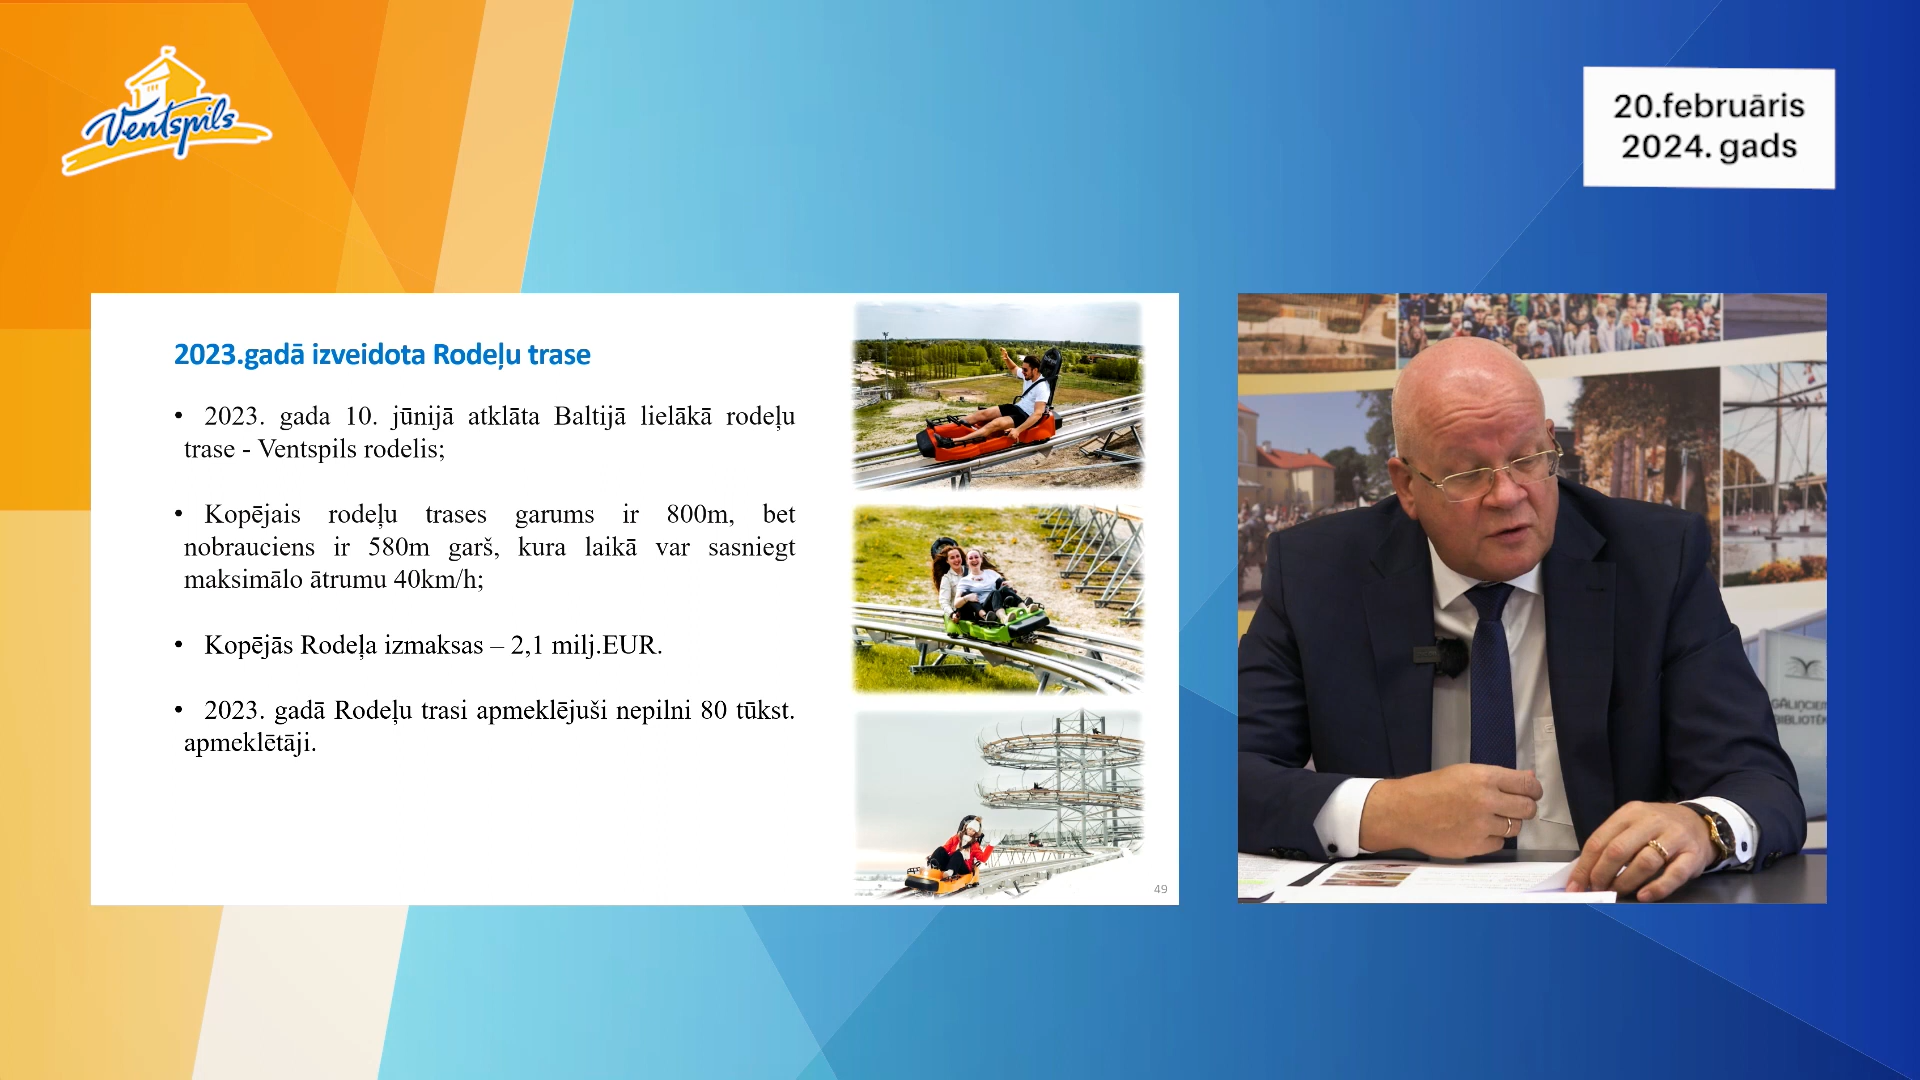 Ventspils
20.februāris
2024. gads
2023.gadā izveidota Rodeļu trase
• 2023. gada 10. jūnijā atklāta Baltijā lielākā rodeļu
trase - Ventspils rodelis;
• Kopējais rodeļu trases garums ir 800m, bet
nobrauciens ir 580m garš, kura laikā var sasniegt
maksimālo ātrumu 40km/h;
• Kopējās Rodeļa izmaksas – 2,1 milj.EUR.
• 2023. gadā Rodeļu trasi apmeklējuši nepilni 80 tūkst.
apmeklētāji.
49